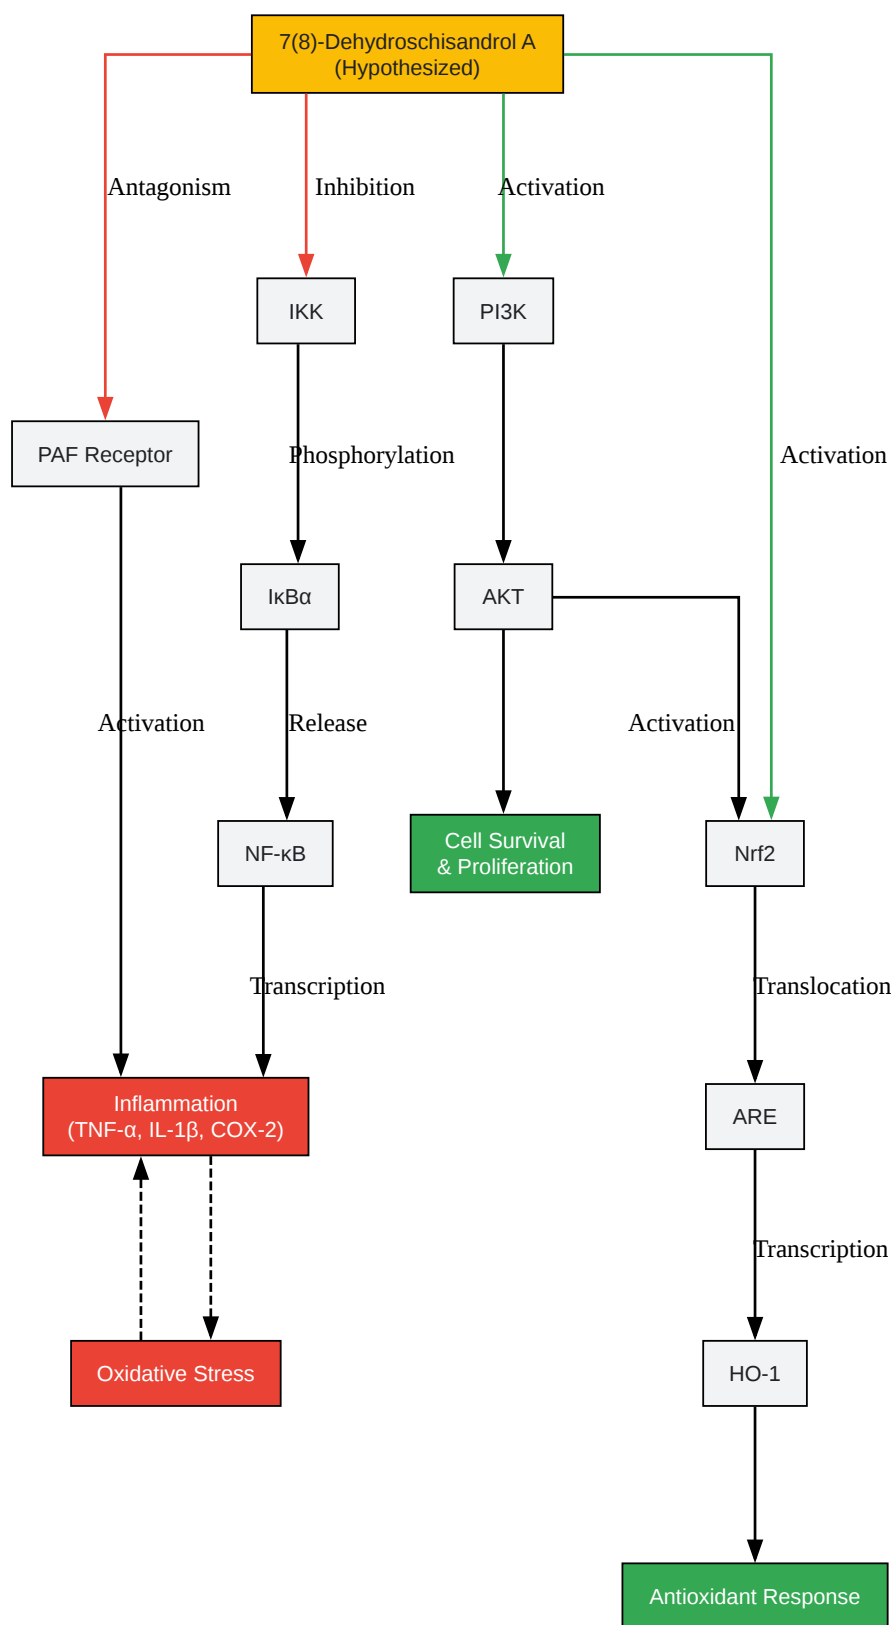 7(8)-Dehydroschisandrol A
(Hypothesized)
Antagonism
Inhibition
Activation
IKK
PI3K
PAF Receptor
Phosphorylation
Activation
IκBα
AKT
Activation
Release
Activation
Cell Survival
& Proliferation
NF-κB
Nrf2
Transcription
Translocation
Inflammation
(TNF-α, IL-1β, COX-2)
ARE
Transcription
Oxidative Stress
HO-1
Antioxidant Response